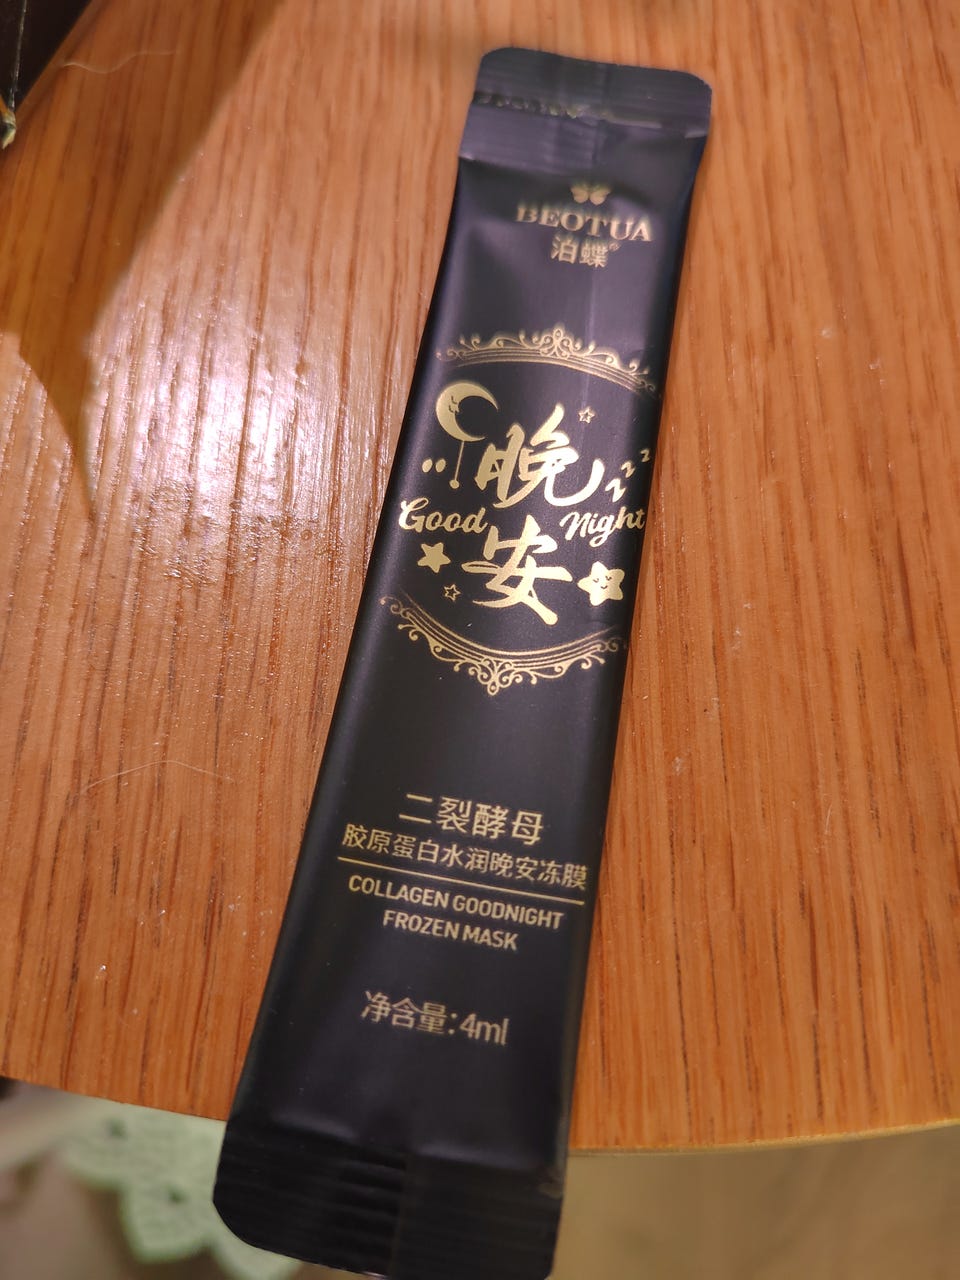 BEOTUA
泊蝶®
晚
zzz
Good Night
安
二裂酵母
胶原蛋白水润晚安冻膜
COLLAGEN GOODNIGHT
FROZEN MASK
净含量:4ml